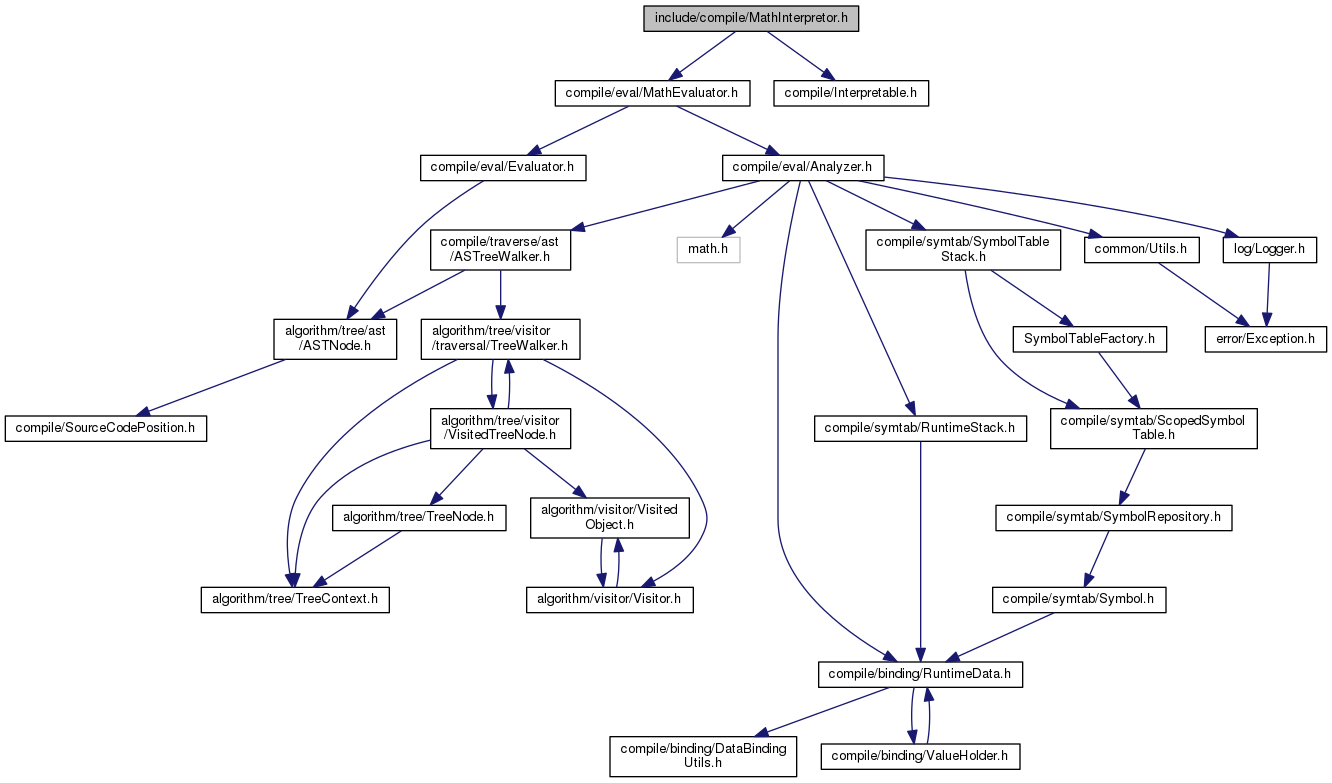 include/compile/MathInterpretor.h
compile/eval/MathEvaluator.h
compile/Interpretable.h
compile/eval/Evaluator.h
compile/eval/Analyzer.h
compile/traverse/ast
/ASTreeWalker.h
math.h
compile/symtab/SymbolTable
Stack.h
common/Utils.h
log/Logger.h
algorithm/tree/ast
/ASTNode.h
algorithm/tree/visitor
/traversal/TreeWalker.h
SymbolTableFactory.h
error/Exception.h
compile/SourceCodePosition.h
algorithm/tree/visitor
/VisitedTreeNode.h
compile/symtab/RuntimeStack.h
compile/symtab/ScopedSymbol
Table.h
algorithm/tree/TreeNode.h
algorithm/visitor/Visited
Object.h
compile/symtab/SymbolRepository.h
algorithm/tree/TreeContext.h
algorithm/visitor/Visitor.h
compile/symtab/Symbol.h
compile/binding/RuntimeData.h
compile/binding/DataBinding
Utils.h
compile/binding/ValueHolder.h